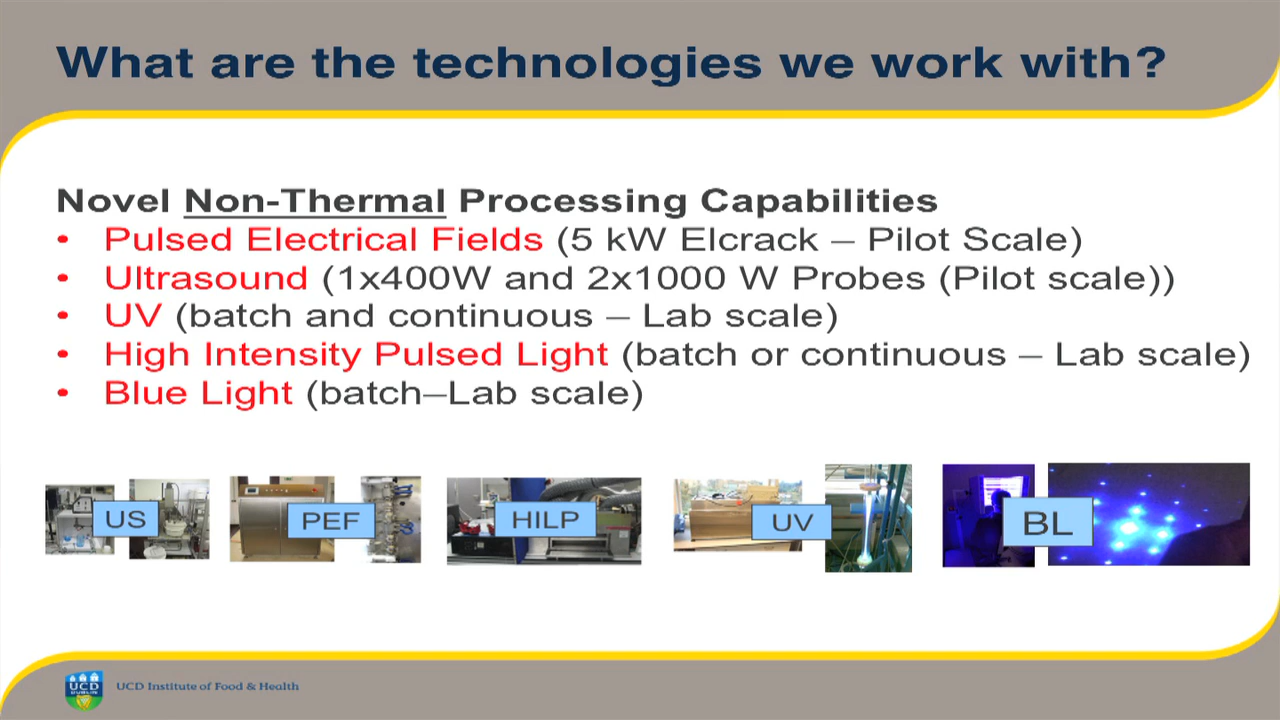 What are the technologies we work with?
Novel Non-Thermal Processing Capabilities
• Pulsed Electrical Fields (5 kW Elcrack – Pilot Scale)
• Ultrasound (1x400W and 2x1000 W Probes (Pilot scale))
• UV (batch and continuous – Lab scale)
• High Intensity Pulsed Light (batch or continuous – Lab scale)
• Blue Light (batch–Lab scale)
US
PEF
HILP
UV
BL
UCD
DUBLIN
UCD Institute of Food & Health